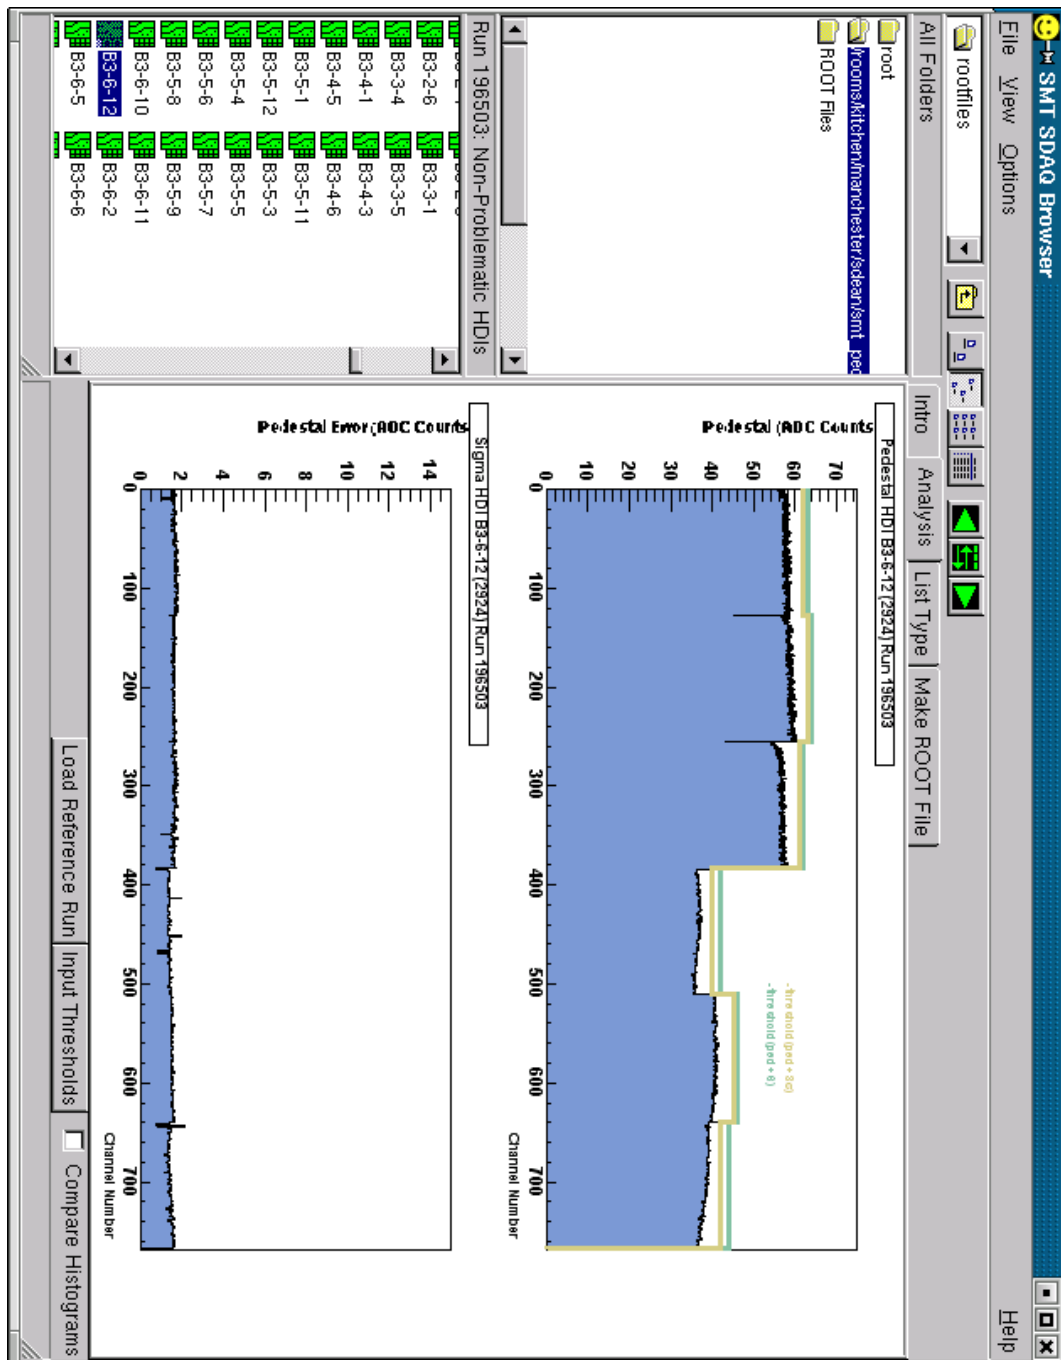 SMT SDAQ Browser
File View Options Help
rootfiles
All Folders
root
/rooms/kitchen/manchester/sdean/smt_pec
ROOT Files
Run 196503: Non-Problematic HDIs
B3-2-6 B3-3-1
B3-3-4 B3-3-5
B3-4-1 B3-4-3
B3-4-5 B3-4-6
B3-5-1 B3-5-11
B3-5-12 B3-5-3
B3-5-4 B3-5-5
B3-5-6 B3-5-7
B3-5-8 B3-5-9
B3-6-10 B3-6-11
B3-6-12 B3-6-2
B3-6-5 B3-6-6
Intro Analysis List Type Make ROOT File
Pedestal HDI B3-6-12 (2924) Run 196503
Pedestal (ADC Counts
70
60
50
40
30
20
10
0
0 100 200 300 400 500 600 700
Channel Number
- threshold (ped + 3σ)
- threshold (ped + 6)
Sigma HDI B3-6-12 (2924) Run 196503
Pedestal Error (ADC Counts
14
12
10
8
6
4
2
0
0 100 200 300 400 500 600 700
Channel Number
Load Reference Run Input Thresholds Compare Histograms